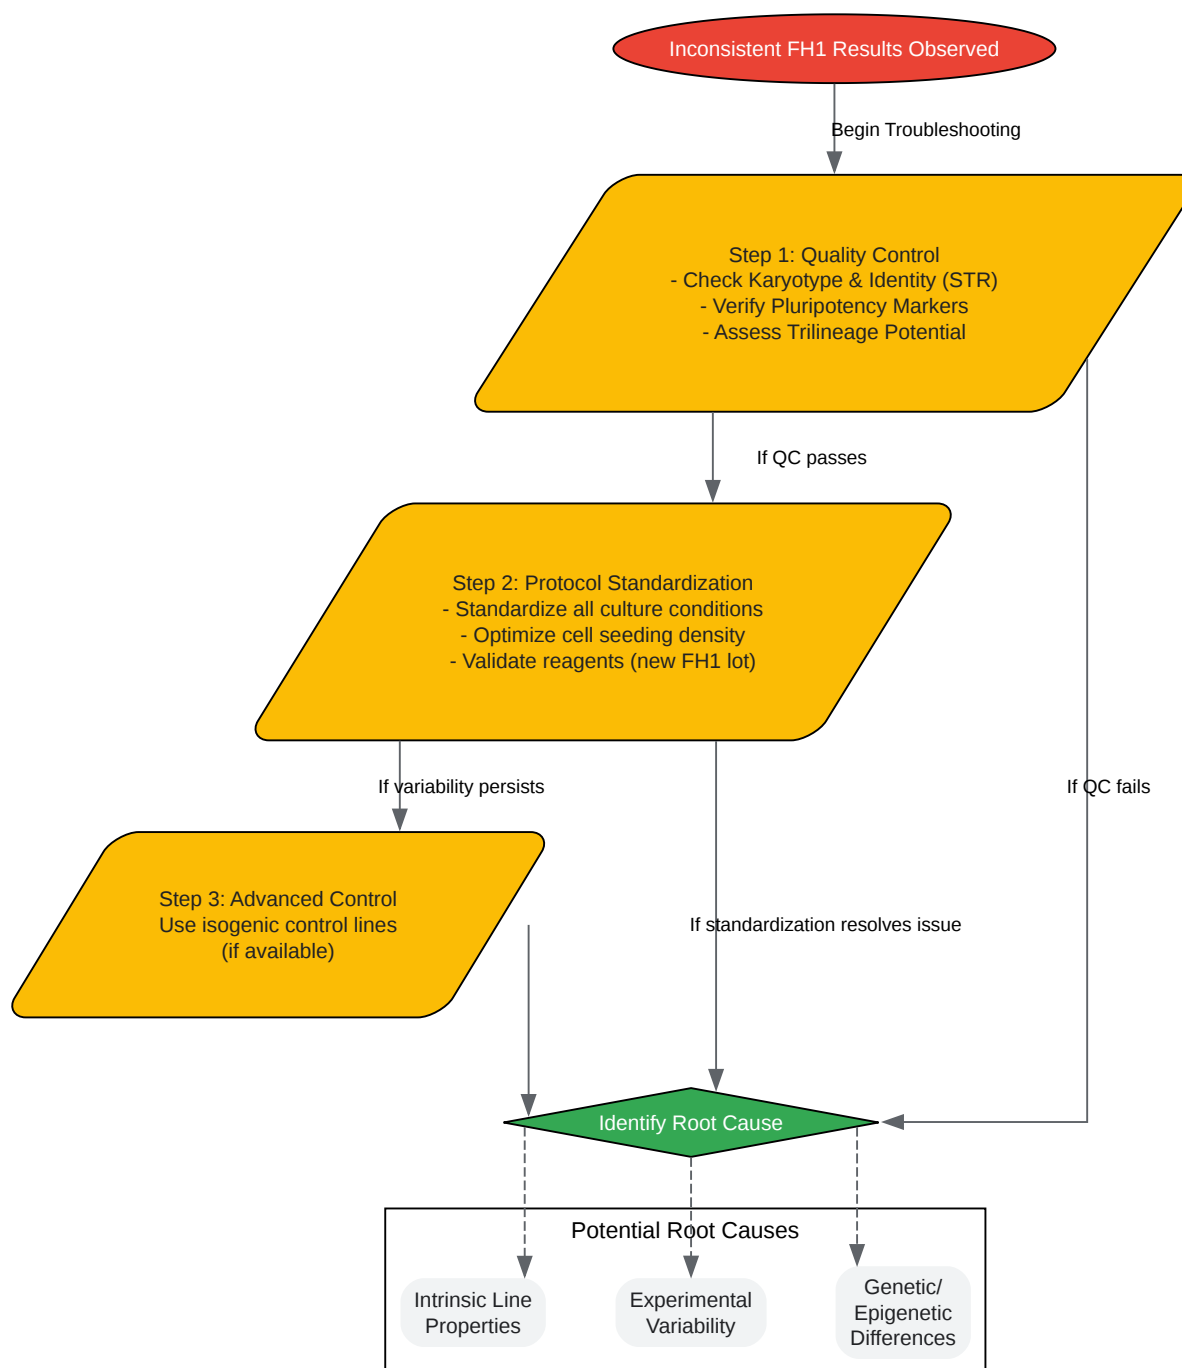 Inconsistent FH1 Results Observed
Begin Troubleshooting
Step 1: Quality Control
- Check Karyotype & Identity (STR)
- Verify Pluripotency Markers
- Assess Trilineage Potential
If QC passes
Step 2: Protocol Standardization
- Standardize all culture conditions
- Optimize cell seeding density
- Validate reagents (new FH1 lot)
If variability persists
If QC fails
Step 3: Advanced Control
Use isogenic control lines
(if available)
If standardization resolves issue
Identify Root Cause
Potential Root Causes
Intrinsic Line
Properties
Experimental
Variability
Genetic/
Epigenetic
Differences